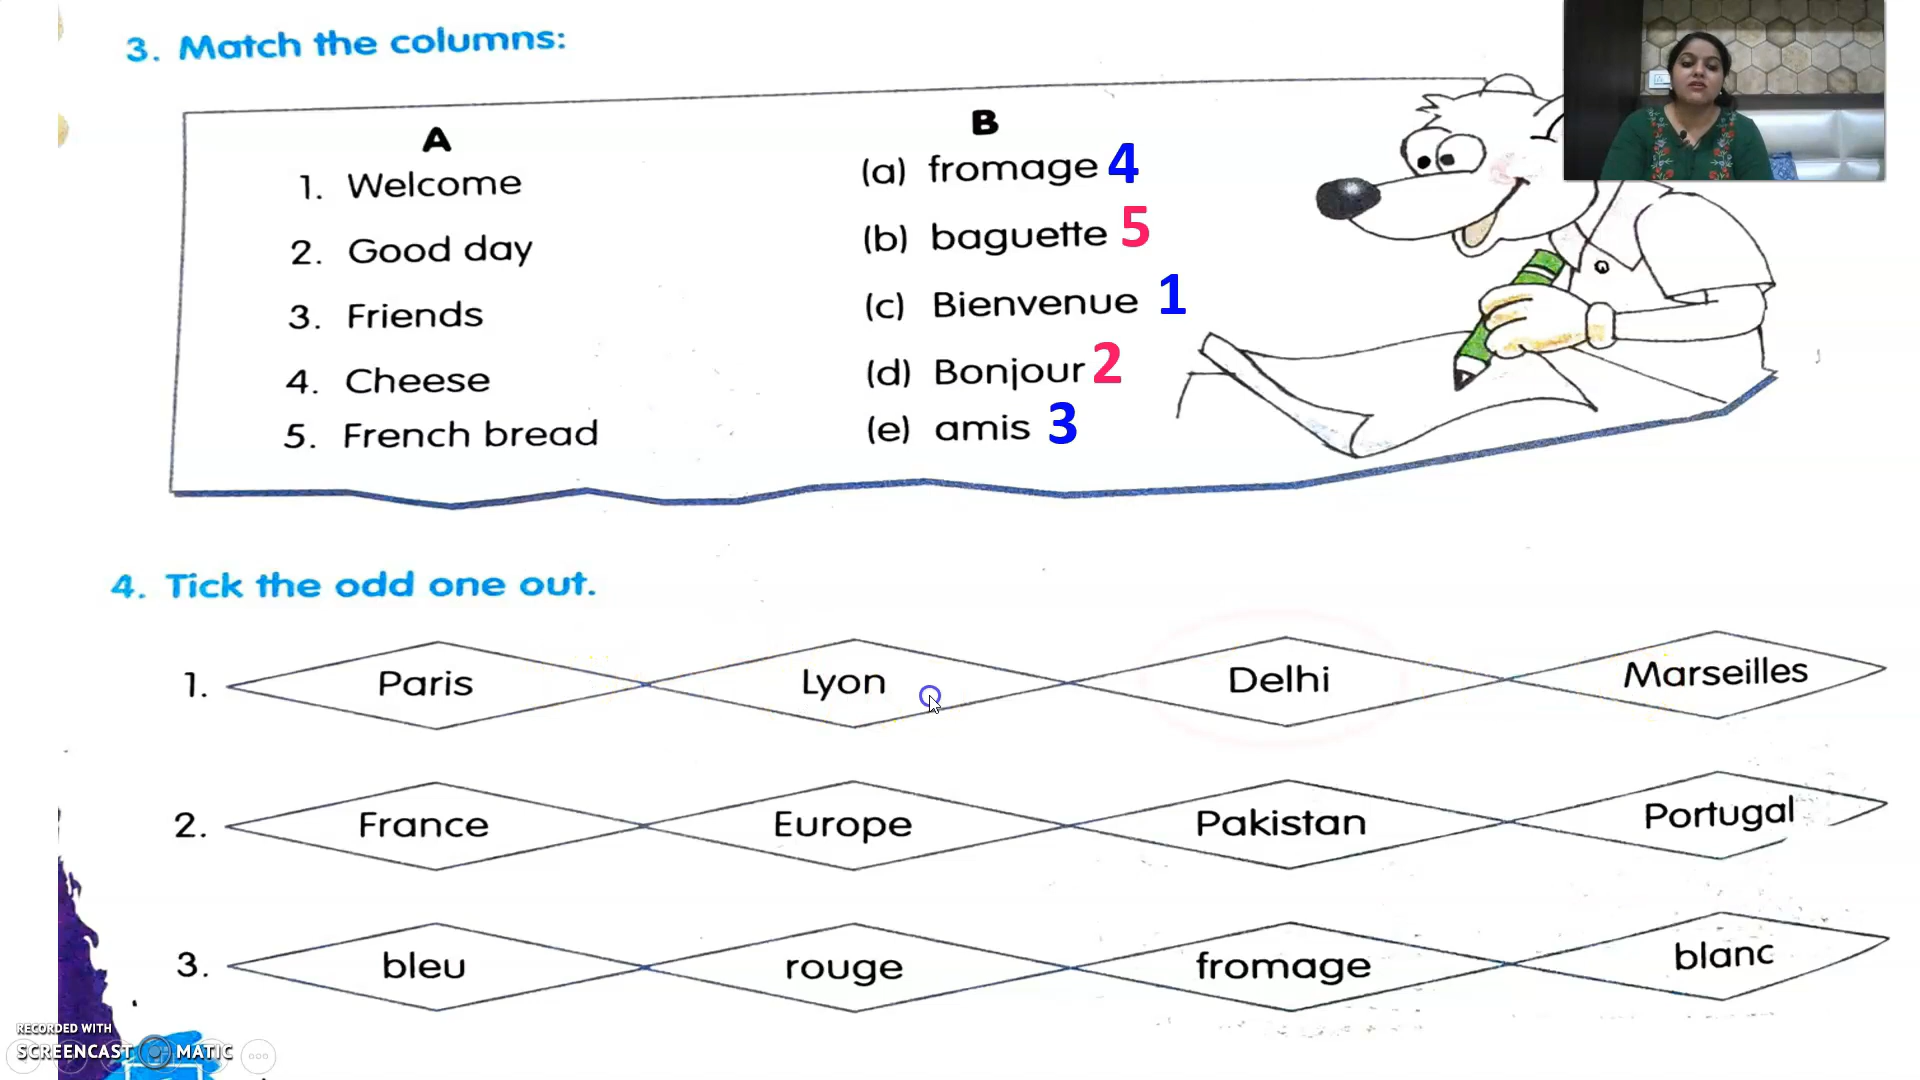 3. Match the columns:
A B
1. Welcome (a) fromage 4
2. Good day (b) baguette 5
3. Friends (c) Bienvenue 1
4. Cheese (d) Bonjour 2
5. French bread (e) amis 3
4. Tick the odd one out.
1. Paris Lyon Delhi Marseilles
2. France Europe Pakistan Portugal
3. bleu rouge fromage blanc
RECORDED WITH
SCREENCAST MATIC